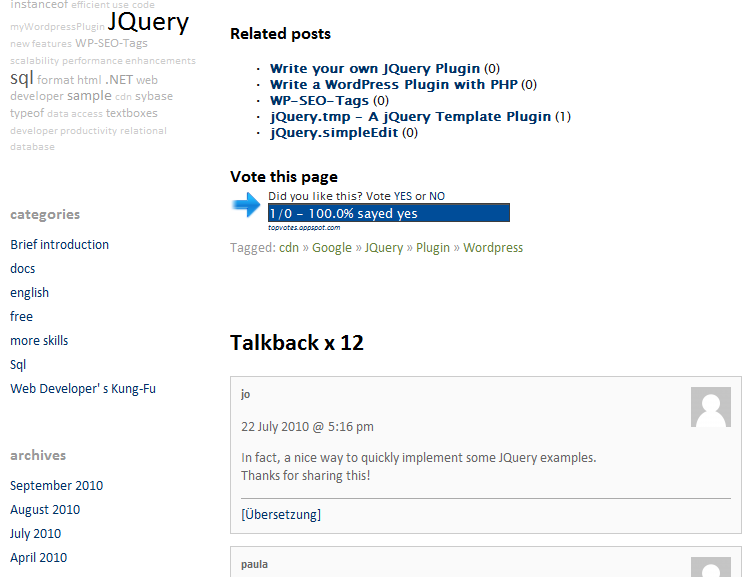 instanceof efficient use code
myWordpressPlugin JQuery
new features WP-SEO-Tags
scalability performance enhancements
sql format html .NET web
developer sample cdn sybase
typeof data access textboxes
developer productivity relational
database
categories
Brief introduction
docs
english
free
more skills
Sql
Web Developer' s Kung-Fu
archives
September 2010
August 2010
July 2010
April 2010
Related posts
· Write your own JQuery Plugin (0)
· Write a WordPress Plugin with PHP (0)
· WP-SEO-Tags (0)
· jQuery.tmp - A jQuery Template Plugin (1)
· jQuery.simpleEdit (0)
Vote this page
Did you like this? Vote YES or NO
1/0 - 100.0% sayed yes
topvotes.appspot.com
Tagged: cdn » Google » JQuery » Plugin » Wordpress
Talkback x 12
jo
22 July 2010 @ 5:16 pm
In fact, a nice way to quickly implement some JQuery examples.
Thanks for sharing this!
[Übersetzung]
paula